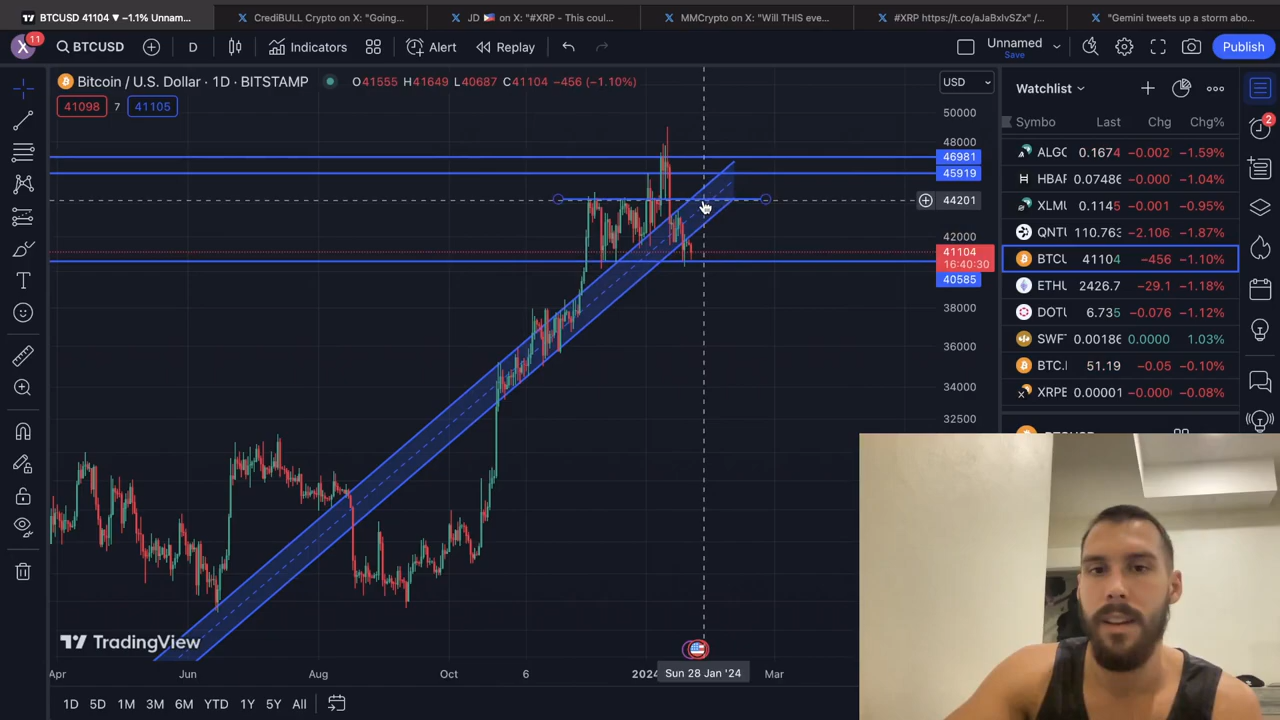 BTCUSD 41104 ▼ −1.1% Unnam...
CrediBULL Crypto on X: "Going...
JD 🇵🇭 on X: "#XRP - This coul...
MMCrypto on X: "Will THIS eve...
#XRP https://t.co/aJaBxIvSZx" /...
"Gemini tweets up a storm abo...
X 11
BTCUSD
D
Indicators
Alert
Replay
Unnamed
Save
Publish
Bitcoin / U.S. Dollar · 1D · BITSTAMP
O41555 H41649 L40687 C41104 −456 (−1.10%)
41098 7 41105
USD
50000
48000
46981
45919
44201
42000
41104
16:40:30
40585
38000
36000
34000
32500
Watchlist
Symbo Last Chg Chg%
ALGC 0.1674 −0.002 −1.59%
HBAF 0.07486 −0.000 −1.04%
XLMU 0.1145 −0.001 −0.95%
QNTU 110.763 −2.106 −1.87%
BTCU 41104 −456 −1.10%
ETHU 2426.7 −29.1 −1.18%
DOTU 6.735 −0.076 −1.12%
SWF 0.00186 0.0000 1.03%
BTC.I 51.19 −0.05 −0.10%
XRPE 0.00001 −0.000 −0.08%
2
TradingView
Apr Jun Aug Oct 6 2024 Sun 28 Jan '24 Mar
1D 5D 1M 3M 6M YTD 1Y 5Y All